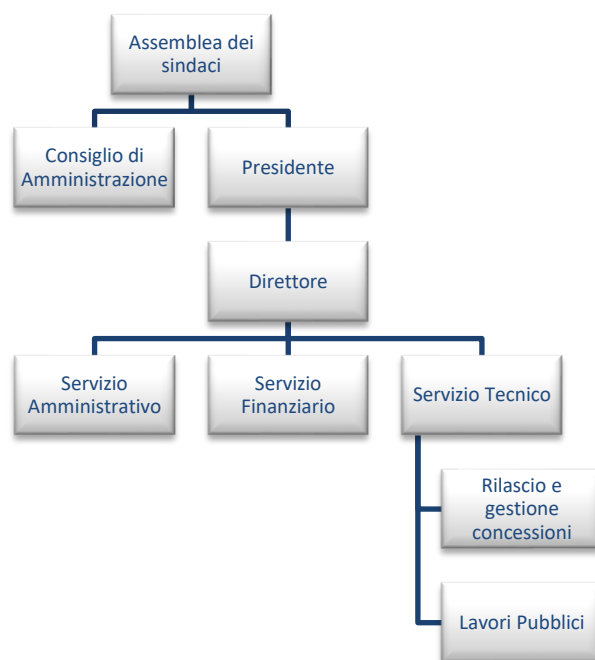 Assemblea dei
sindaci
Consiglio di
Amministrazione
Presidente
Direttore
Servizio
Amministrativo
Servizio
Finanziario
Servizio Tecnico
Rilascio e
gestione
concessioni
Lavori Pubblici